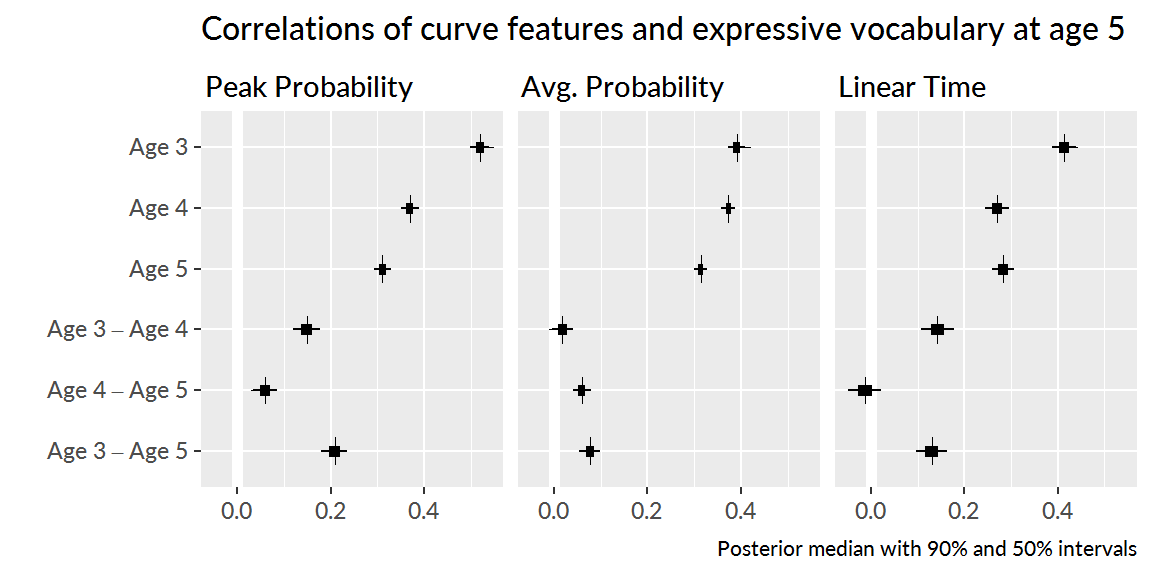 Correlations of curve features and expressive vocabulary at age 5
Peak Probability
Avg. Probability
Linear Time
Age 3
Age 4
Age 5
Age 3 – Age 4
Age 4 – Age 5
Age 3 – Age 5
0.0 0.2 0.4
0.0 0.2 0.4
0.0 0.2 0.4
Posterior median with 90% and 50% intervals